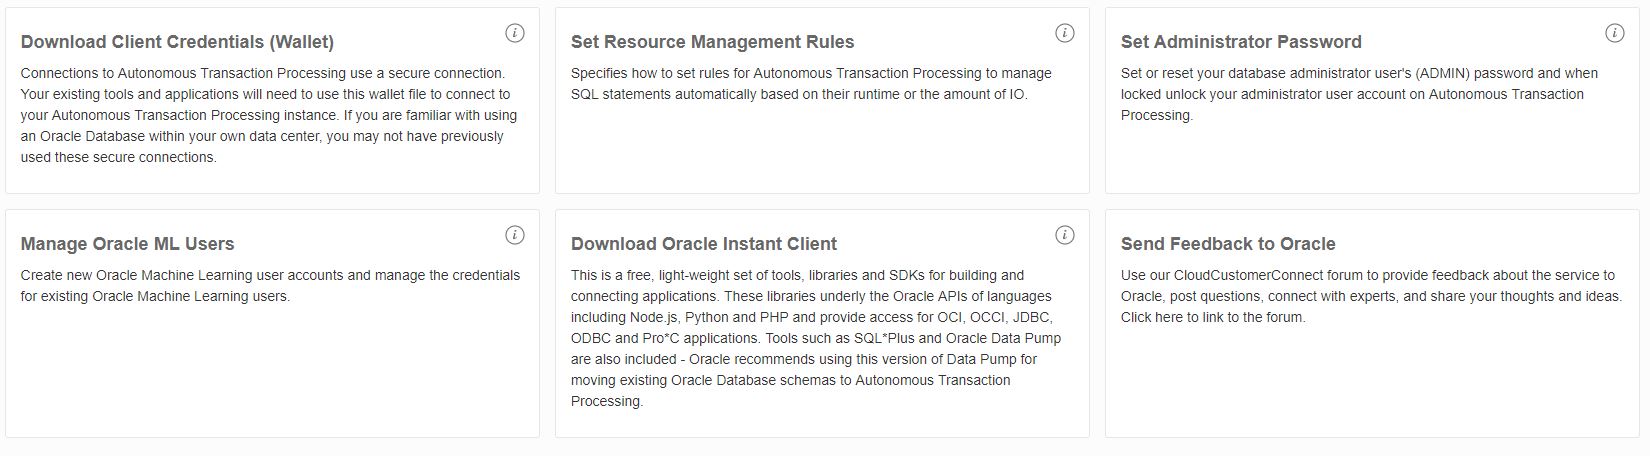 Download Client Credentials (Wallet)
Connections to Autonomous Transaction Processing use a secure connection.
Your existing tools and applications will need to use this wallet file to connect to
your Autonomous Transaction Processing instance. If you are familiar with using
an Oracle Database within your own data center, you may not have previously
used these secure connections.
Set Resource Management Rules
Specifies how to set rules for Autonomous Transaction Processing to manage
SQL statements automatically based on their runtime or the amount of IO.
Set Administrator Password
Set or reset your database administrator user's (ADMIN) password and when
locked unlock your administrator user account on Autonomous Transaction
Processing.
Manage Oracle ML Users
Create new Oracle Machine Learning user accounts and manage the credentials
for existing Oracle Machine Learning users.
Download Oracle Instant Client
This is a free, light-weight set of tools, libraries and SDKs for building and
connecting applications. These libraries underly the Oracle APIs of languages
including Node.js, Python and PHP and provide access for OCI, OCCI, JDBC,
ODBC and Pro*C applications. Tools such as SQL*Plus and Oracle Data Pump
are also included - Oracle recommends using this version of Data Pump for
moving existing Oracle Database schemas to Autonomous Transaction
Processing.
Send Feedback to Oracle
Use our CloudCustomerConnect forum to provide feedback about the service to
Oracle, post questions, connect with experts, and share your thoughts and ideas.
Click here to link to the forum.